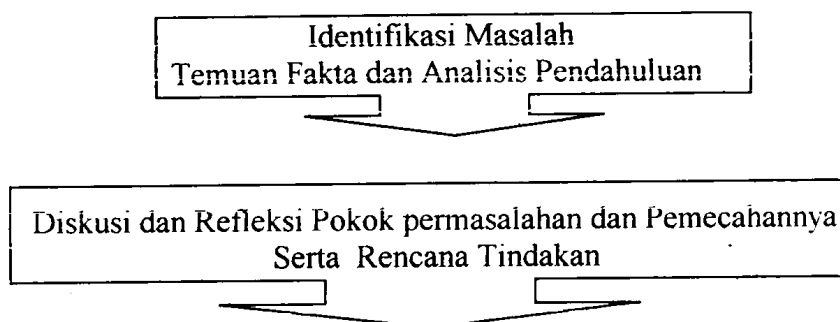 Identifikasi Masalah
Temuan Fakta dan Analisis Pendahuluan
Diskusi dan Refleksi Pokok permasalahan dan Pemecahannya
Serta Rencana Tindakan